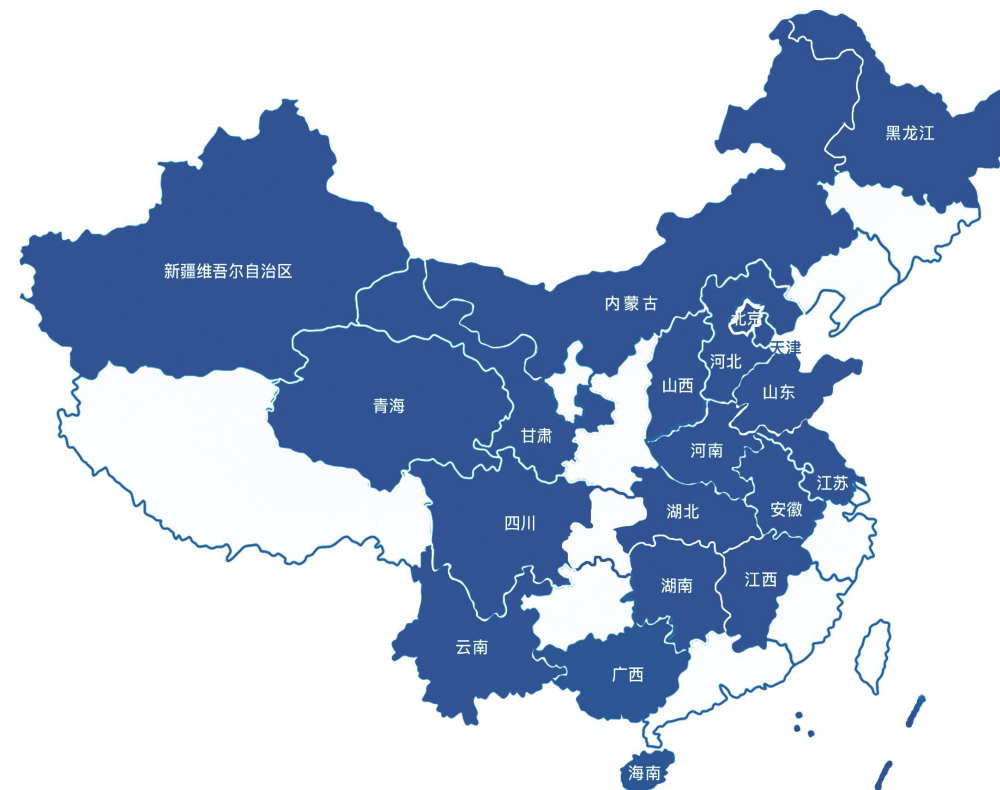 黑龙江
新疆维吾尔自治区
内蒙古
北京
天津
河北
山西
山东
青海
甘肃
河南
江苏
安徽
湖北
四川
江西
湖南
云南
广西
海南